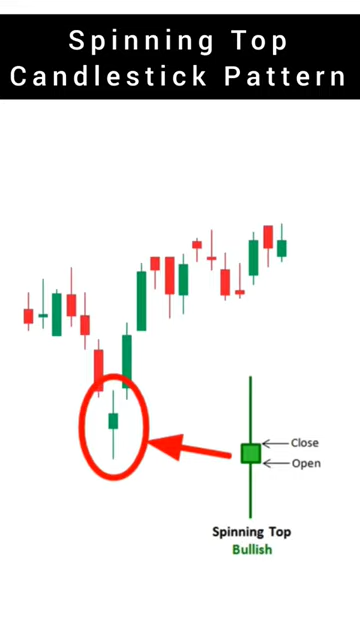 Spinning Top
Candlestick Pattern
Close
Open
Spinning Top
Bullish